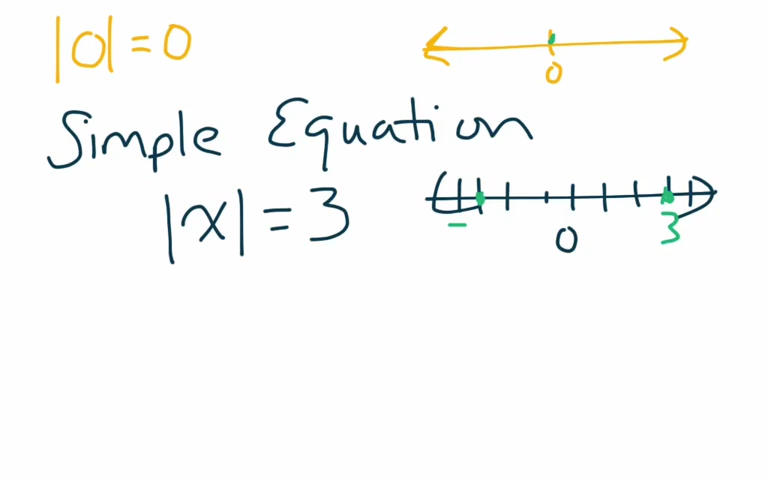 |0| = 0
0
Simple Equation
|x| = 3
- 0 3